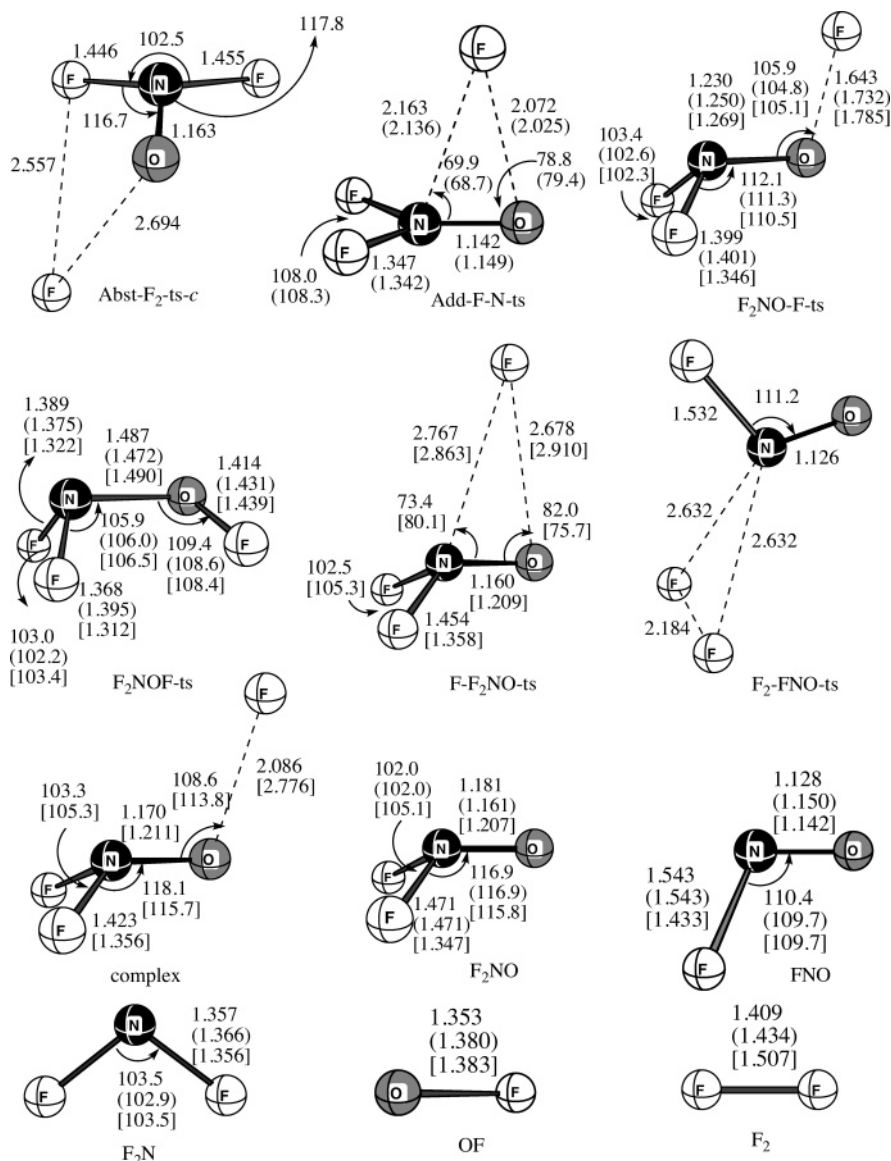 1.446
102.5
1.455
117.8
F
N
F
116.7
1.163
O
2.557
2.694
F
Abst-F₂-ts-c
F
2.163
(2.136)
2.072
(2.025)
69.9
(68.7)
78.8
(79.4)
F
N
O
F
108.0
(108.3)
1.347
(1.342)
1.142
(1.149)
Add-F-N-ts
F
1.230
(1.250)
[1.269]
105.9
(104.8)
[105.1]
1.643
(1.732)
[1.785]
103.4
(102.6)
[102.3]
N
O
F
F
112.1
(111.3)
[110.5]
1.399
(1.401)
[1.346]
F₂NO-F-ts
1.389
(1.375)
[1.322]
1.487
(1.472)
[1.490]
1.414
(1.431)
[1.439]
N
O
F
F
F
105.9
(106.0)
[106.5]
109.4
(108.6)
[108.4]
1.368
(1.395)
[1.312]
103.0
(102.2)
[103.4]
F₂NOF-ts
F
2.767
[2.863]
2.678
[2.910]
73.4
[80.1]
82.0
[75.7]
102.5
[105.3]
N
O
F
F
1.160
[1.209]
1.454
[1.358]
F-F₂NO-ts
F
1.532
111.2
O
N
1.126
2.632
2.632
F
2.184
F
F₂-FNO-ts
F
103.3
[105.3]
1.170
[1.211]
108.6
[113.8]
2.086
[2.776]
N
O
F
F
118.1
[115.7]
1.423
[1.356]
complex
102.0
(102.0)
[105.1]
1.181
(1.161)
[1.207]
N
O
F
F
116.9
(116.9)
[115.8]
1.471
(1.471)
[1.347]
F₂NO
1.128
(1.150)
[1.142]
N
O
1.543
(1.543)
[1.433]
110.4
(109.7)
[109.7]
F
FNO
N
1.357
(1.366)
[1.356]
103.5
(102.9)
[103.5]
F
F
F₂N
1.353
(1.380)
[1.383]
O
F
OF
1.409
(1.434)
[1.507]
F
F
F₂